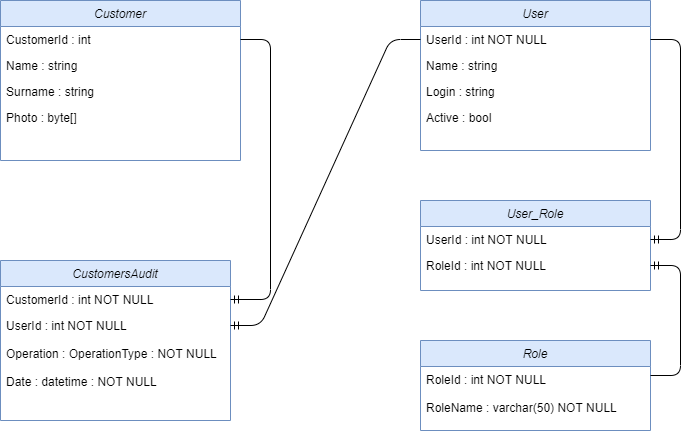 Customer
CustomerId : int
Name : string
Surname : string
Photo : byte[]
User
UserId : int NOT NULL
Name : string
Login : string
Active : bool
User_Role
UserId : int NOT NULL
RoleId : int NOT NULL
CustomersAudit
CustomerId : int NOT NULL
UserId : int NOT NULL
Operation : OperationType : NOT NULL
Date : datetime : NOT NULL
Role
RoleId : int NOT NULL
RoleName : varchar(50) NOT NULL